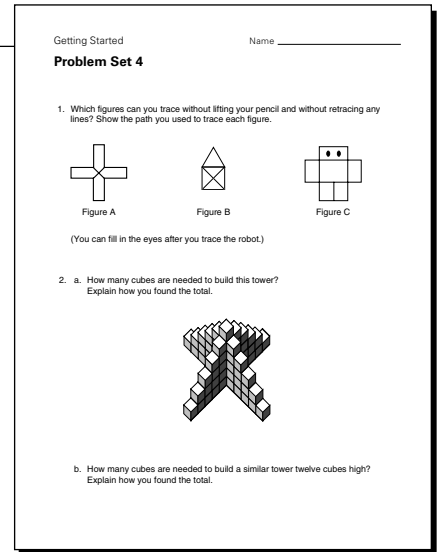 Getting Started
Name
Problem Set 4
1. Which figures can you trace without lifting your pencil and without retracing any
lines? Show the path you used to trace each figure.
Figure A
Figure B
Figure C
(You can fill in the eyes after you trace the robot.)
2. a. How many cubes are needed to build this tower?
Explain how you found the total.
b. How many cubes are needed to build a similar tower twelve cubes high?
Explain how you found the total.